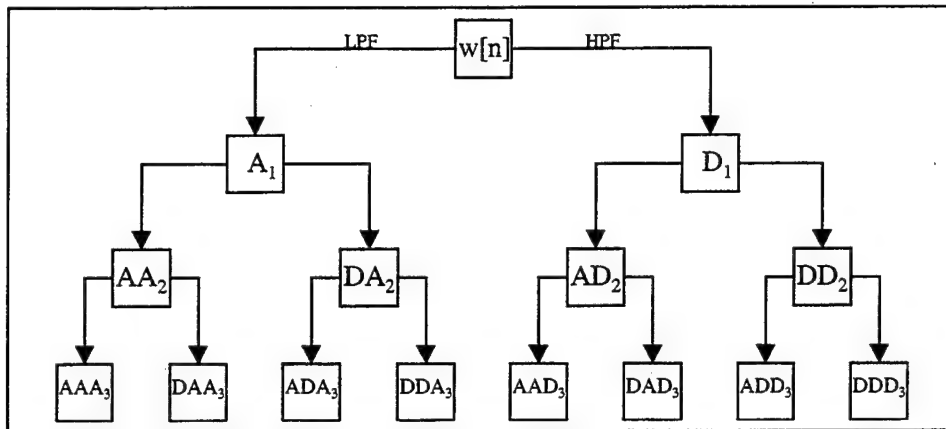 LPF w[n] HPF
A₁ D₁
AA₂ DA₂ AD₂ DD₂
AAA₃ DAA₃ ADA₃ DDA₃ AAD₃ DAD₃ ADD₃ DDD₃